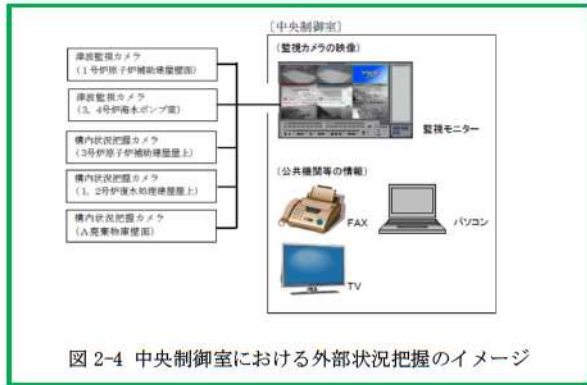 ［中央制御室］
（監視カメラの映像）
津波監視カメラ
（１号炉原子炉補助建屋壁面）
津波監視カメラ
（3，4号炉海水ポンプ室）
構内状況把握カメラ
（3号炉原子炉補助建屋屋上）
構内状況把握カメラ
（1，2号炉復水処理建屋屋上）
構内状況把握カメラ
（Ａ廃棄物庫壁面）
監視モニター
（公共機関等の情報）
FAX
パソコン
TV
図 2-4 中央制御室における外部状況把握のイメージ